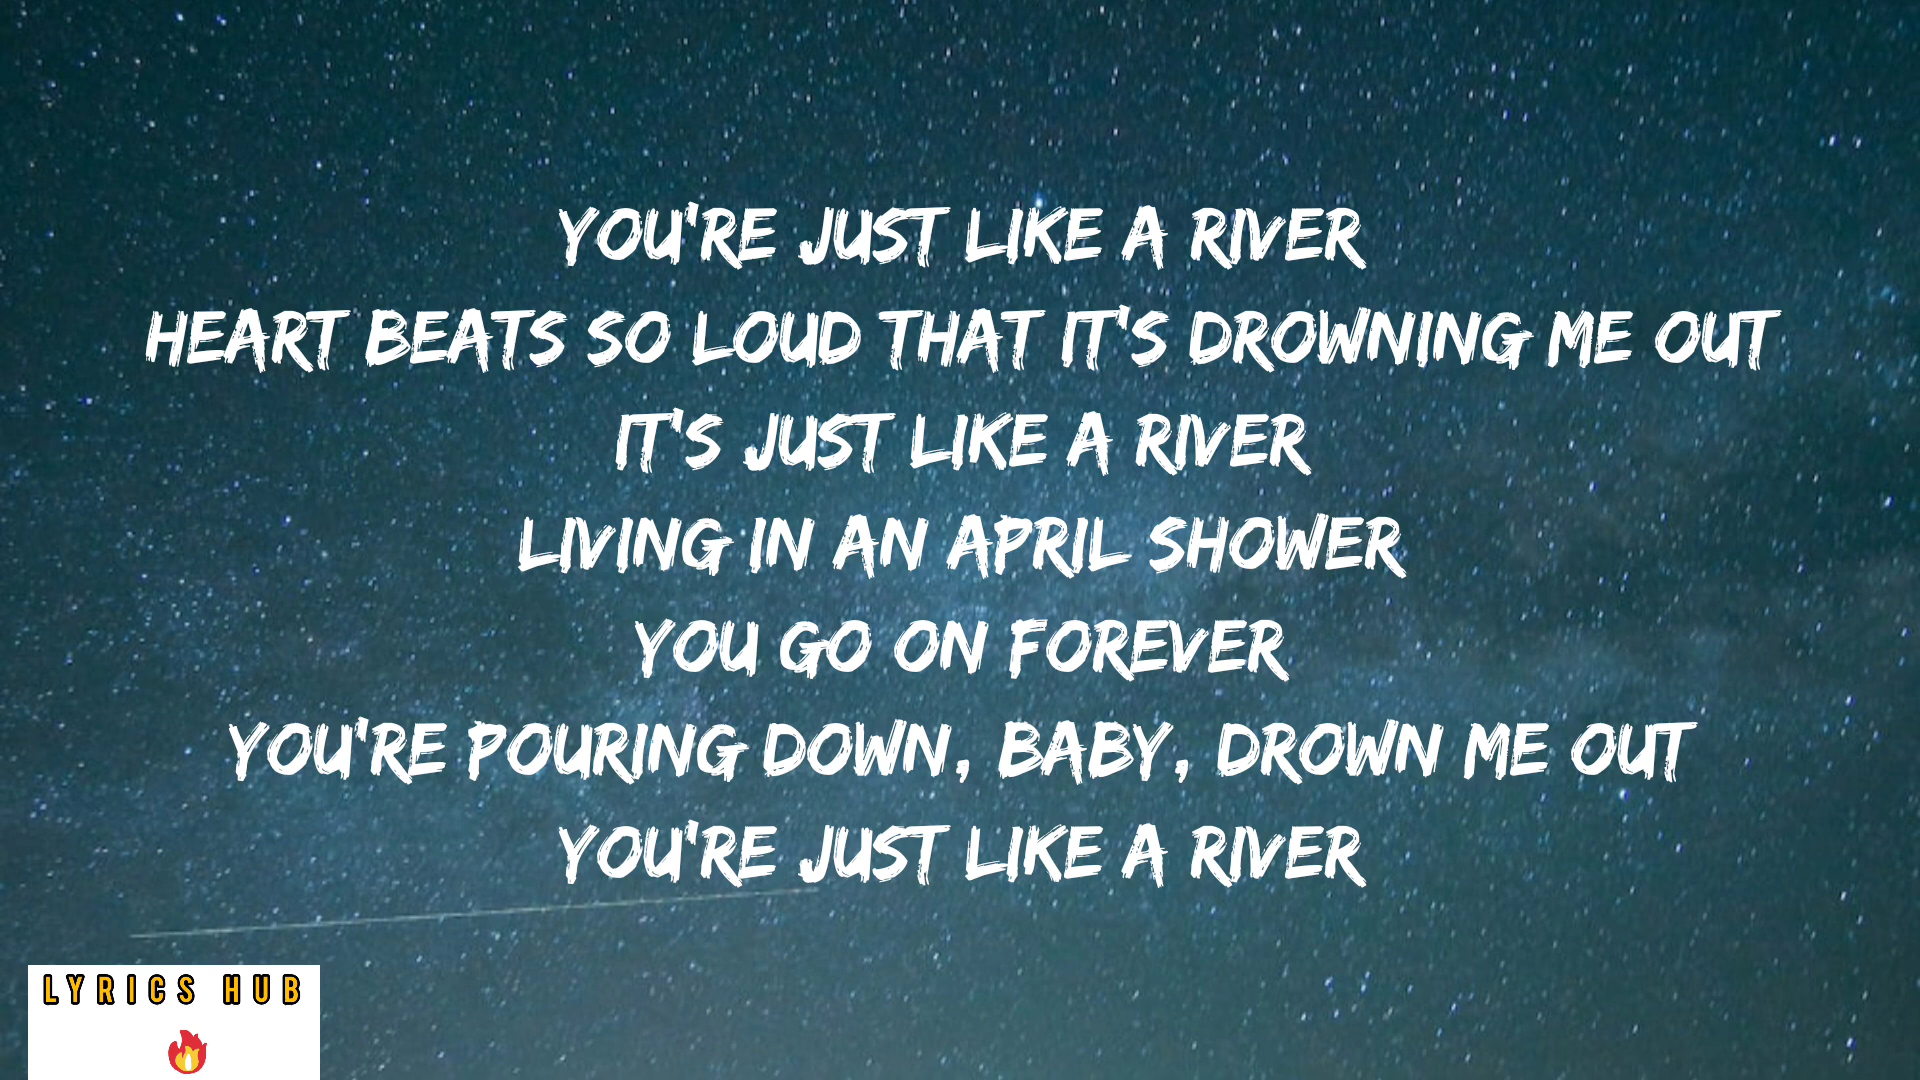 YOU'RE JUST LIKE A RIVER
HEART BEATS SO LOUD THAT IT'S DROWNING ME OUT
IT'S JUST LIKE A RIVER
LIVING IN AN APRIL SHOWER
YOU GO ON FOREVER
YOU'RE POURING DOWN, BABY, DROWN ME OUT
YOU'RE JUST LIKE A RIVER
LYRICS HUB